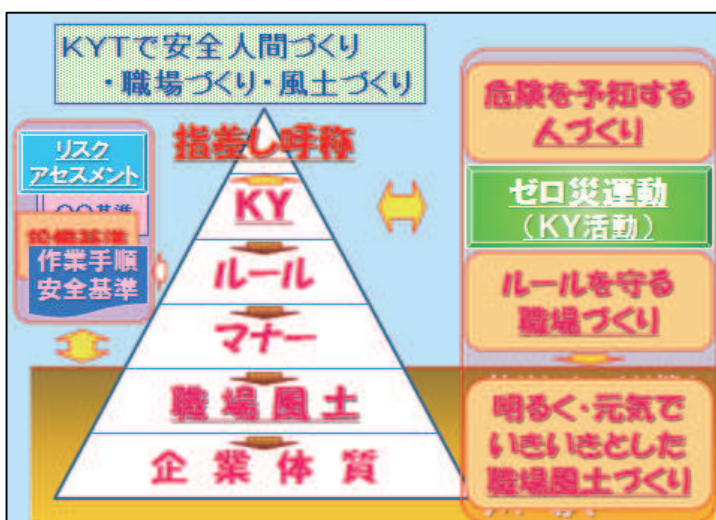 KYTで安全人間づくり
・職場づくり・風土づくり
リスク
アセスメント
〇〇基準
作業手順
安全基準
指差し呼称
KY
ルール
マナー
職場風土
企業体質
危険を予知する
人づくり
ゼロ災運動
(KY活動)
ルールを守る
職場づくり
明るく・元気で
いきいきとした
職場風土づくり